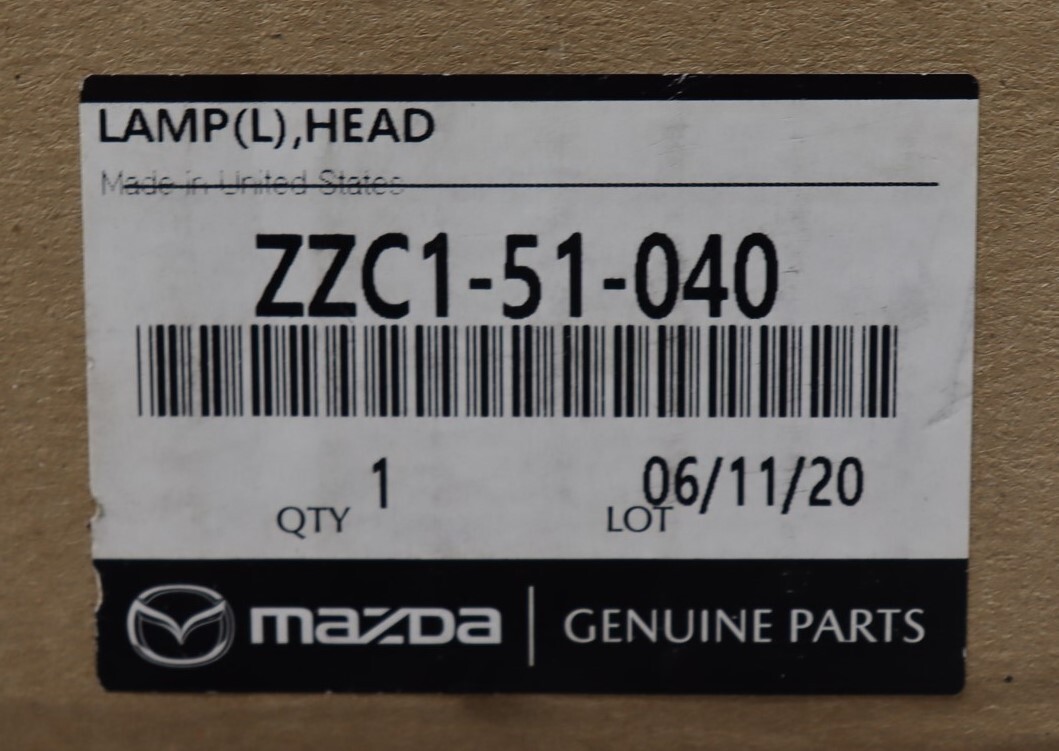 LAMP(L),HEAD
Made in United States
ZZC1-51-040
1 06/11/20
QTY LOT
mazda GENUINE PARTS